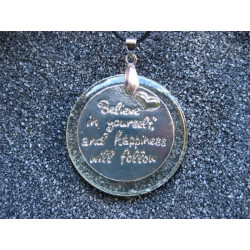 Believe
in yourself,
and happiness
will follow